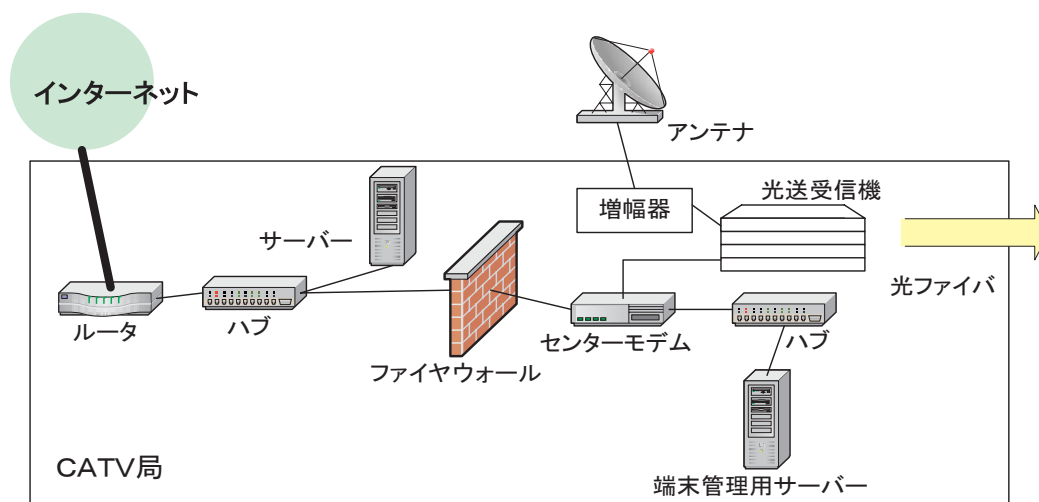 インターネット
アンテナ
光送受信機
増幅器
サーバー
光ファイバ
ルータ
ハブ
センターモデム
ハブ
ファイヤウォール
CATV局
端末管理用サーバー